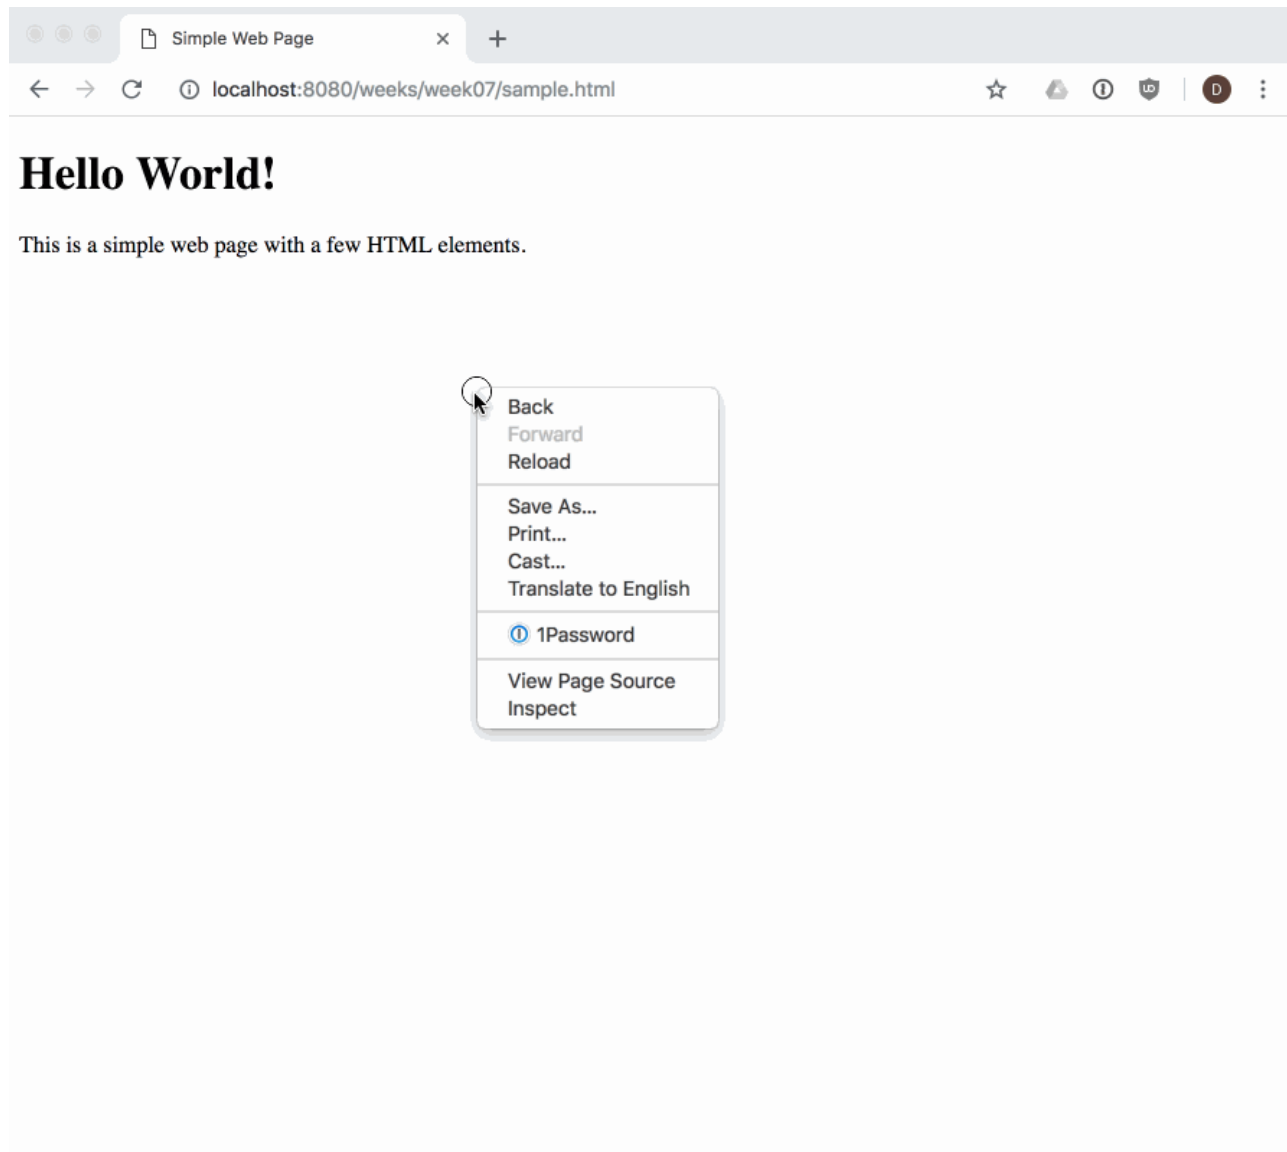 Simple Web Page
localhost:8080/weeks/week07/sample.html
D
Hello World!
This is a simple web page with a few HTML elements.
Back
Forward
Reload
Save As...
Print...
Cast...
Translate to English
1Password
View Page Source
Inspect